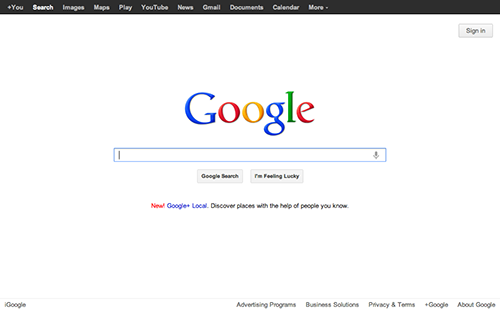 +You Search Images Maps Play YouTube News Gmail Documents Calendar More
Sign in
Google
Google Search I'm Feeling Lucky
New! Google+ Local. Discover places with the help of people you know.
iGoogle Advertising Programs Business Solutions Privacy & Terms +Google About Google